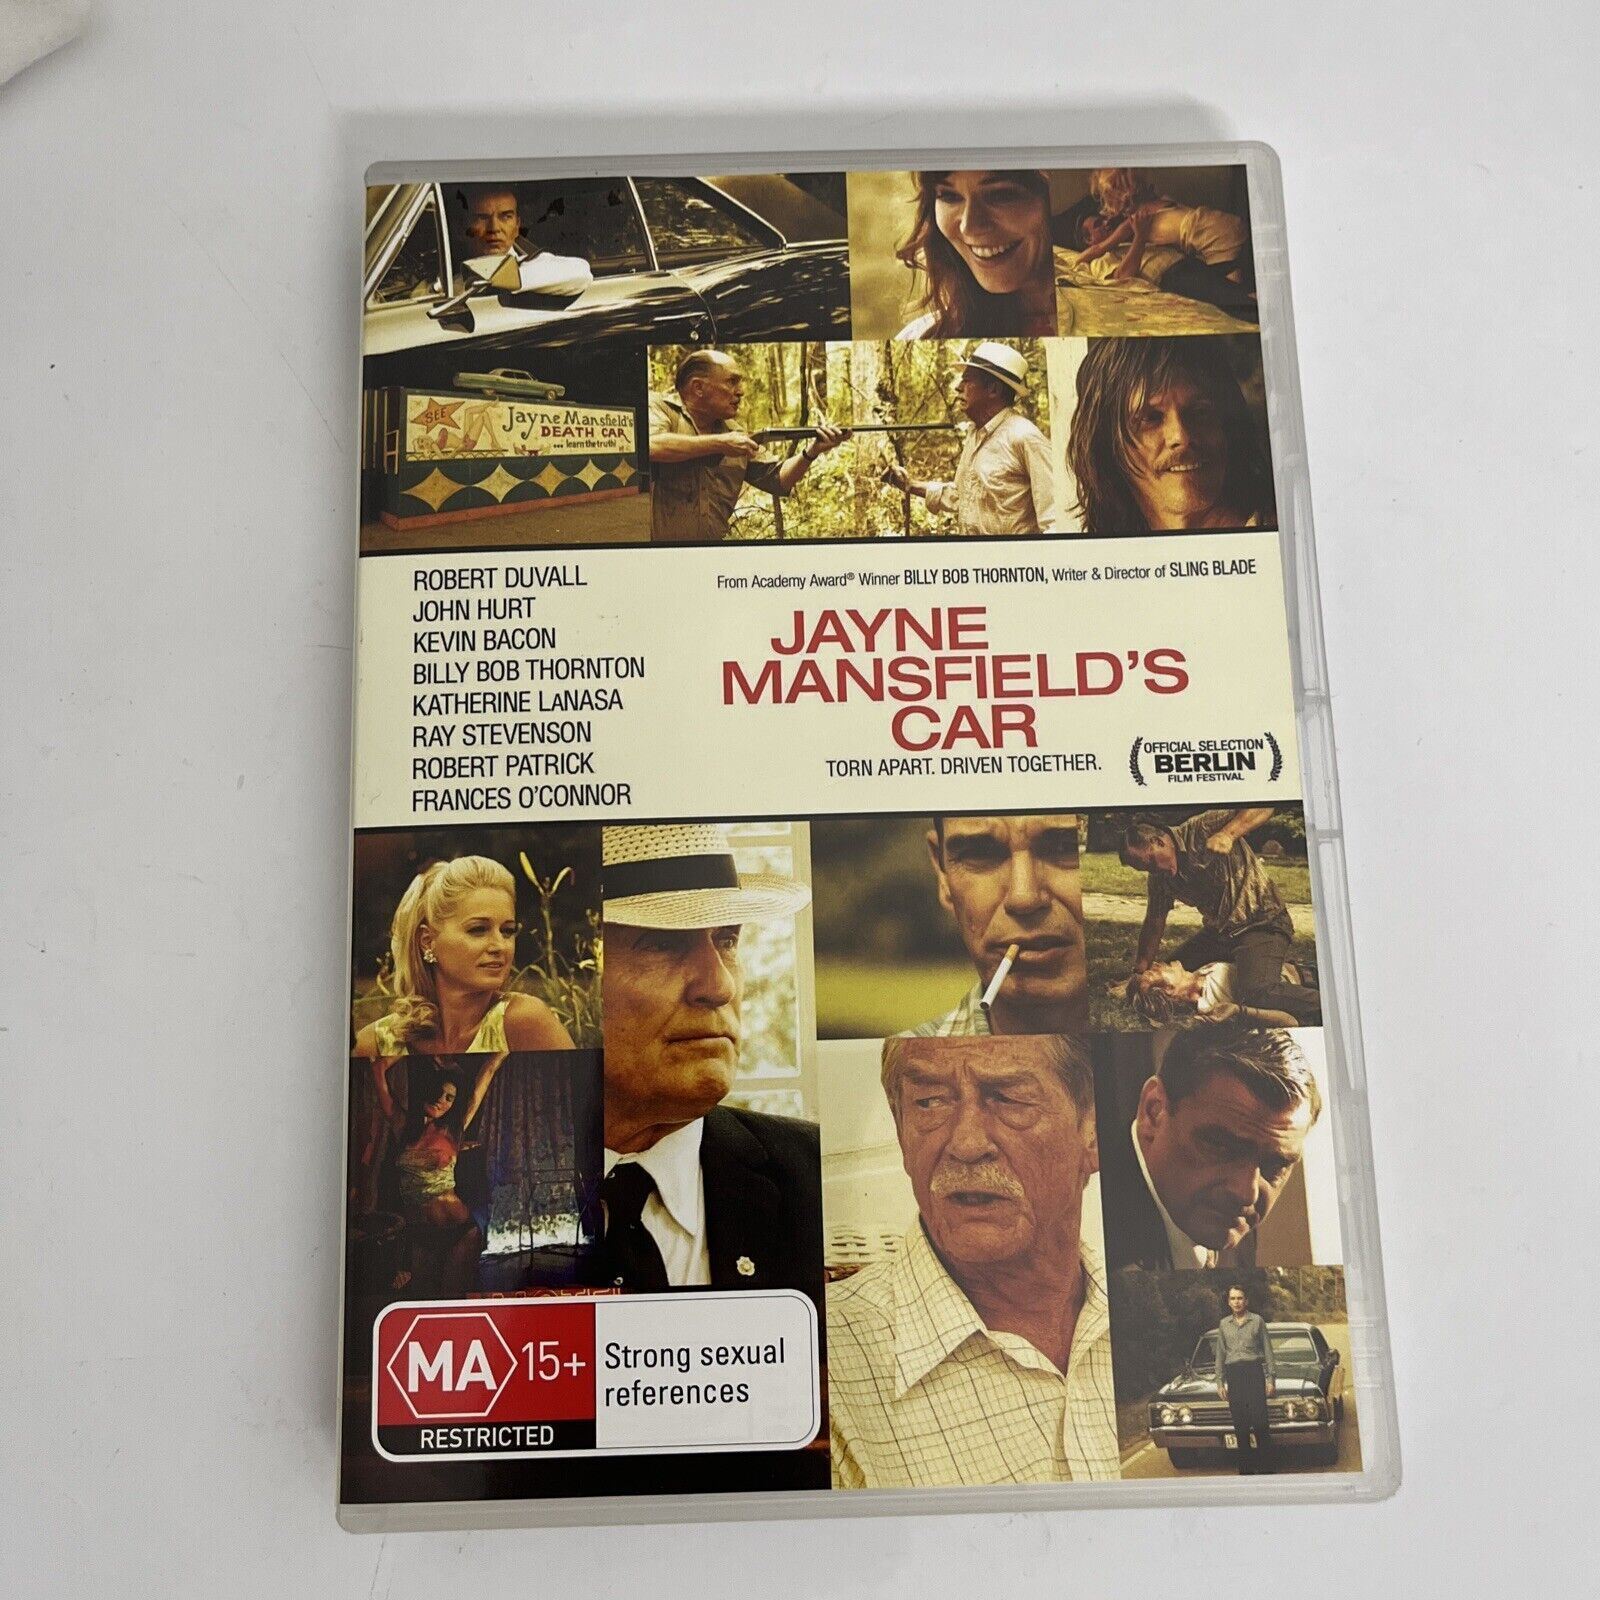 SEE
Jayne Mansfield's
DEATH CAR
... learn the truth!
ROBERT DUVALL
JOHN HURT
KEVIN BACON
BILLY BOB THORNTON
KATHERINE LANASA
RAY STEVENSON
ROBERT PATRICK
FRANCES O'CONNOR
From Academy Award® Winner BILLY BOB THORNTON, Writer & Director of SLING BLADE
JAYNE
MANSFIELD'S
CAR
TORN APART. DRIVEN TOGETHER.
OFFICIAL SELECTION
BERLIN
FILM FESTIVAL
MA 15+
RESTRICTED
Strong sexual
references